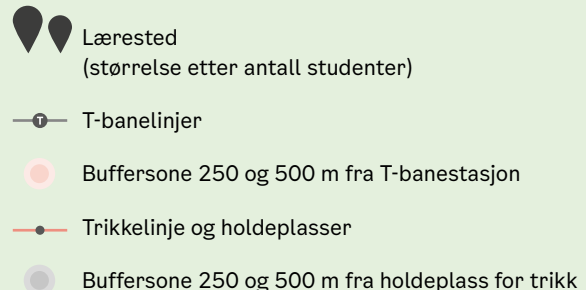 Lærested
(størrelse etter antall studenter)
T T-banelinjer
Buffersone 250 og 500 m fra T-banestasjon
Trikkelinje og holdeplasser
Buffersone 250 og 500 m fra holdeplass for trikk